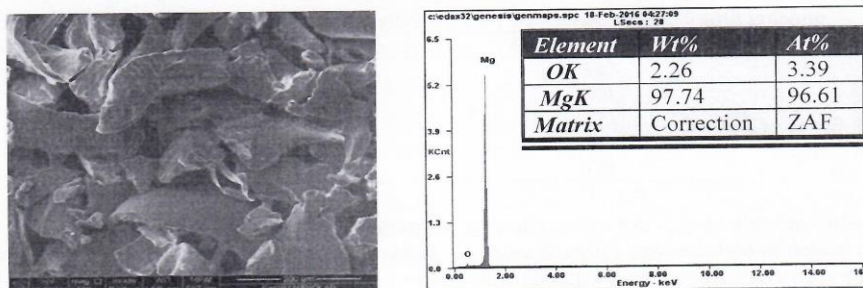 c:\edax32\genesis\genmaps.spc 18-Feb-2016 04:27:09
LSecs : 20
6.5
5.2
3.9
KCnt
2.6
1.3
0.0
Mg
O
Element Wt% At%
OK 2.26 3.39
MgK 97.74 96.61
Matrix Correction ZAF
0.00 2.00 4.00 6.00 8.00 10.00 12.00 14.00 16
Energy - keV